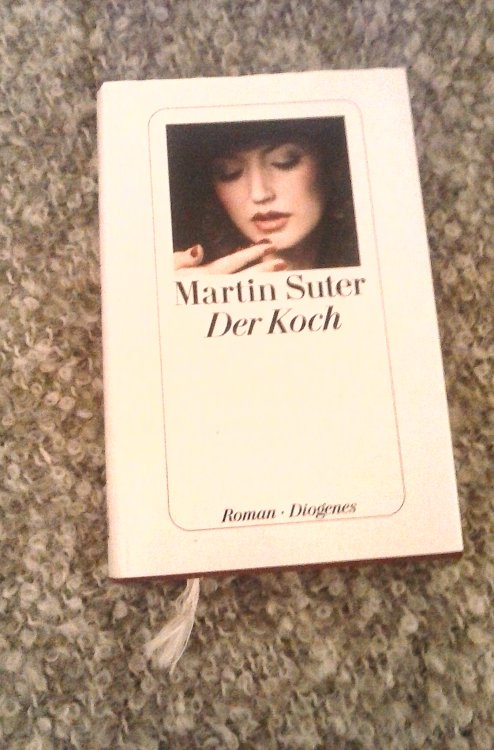 Martin Suter
Der Koch
Roman · Diogenes